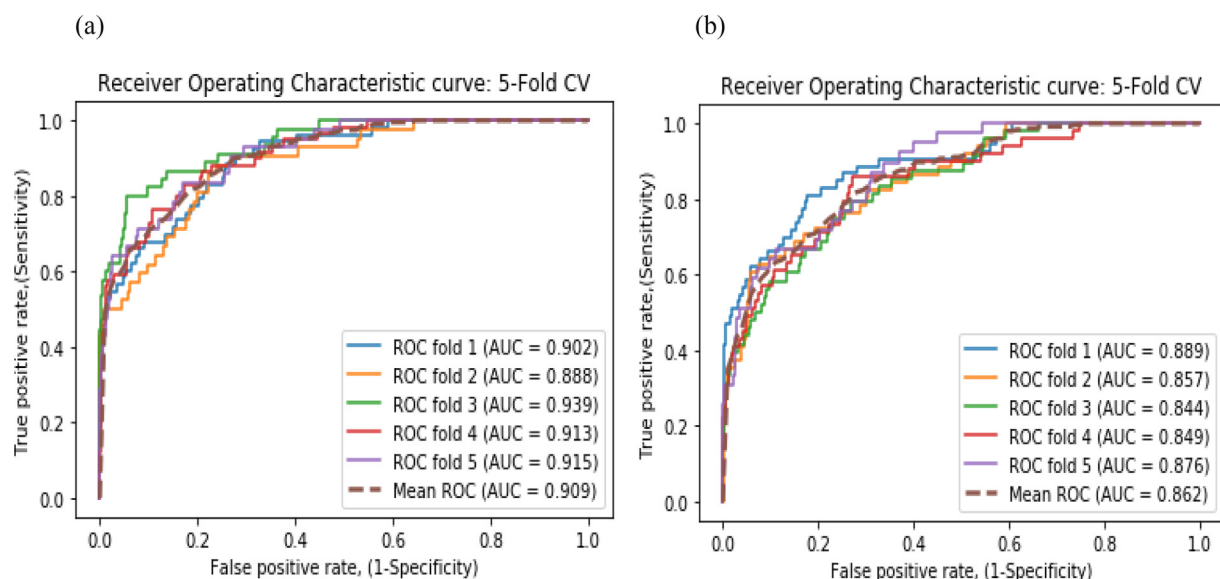 (a)
Receiver Operating Characteristic curve: 5-Fold CV
True positive rate,(Sensitivity)
1.0
0.8
0.6
0.4
0.2
0.0
ROC fold 1 (AUC = 0.902)
ROC fold 2 (AUC = 0.888)
ROC fold 3 (AUC = 0.939)
ROC fold 4 (AUC = 0.913)
ROC fold 5 (AUC = 0.915)
Mean ROC (AUC = 0.909)
0.0 0.2 0.4 0.6 0.8 1.0
False positive rate, (1-Specificity)
(b)
Receiver Operating Characteristic curve: 5-Fold CV
True positive rate,(Sensitivity)
1.0
0.8
0.6
0.4
0.2
0.0
ROC fold 1 (AUC = 0.889)
ROC fold 2 (AUC = 0.857)
ROC fold 3 (AUC = 0.844)
ROC fold 4 (AUC = 0.849)
ROC fold 5 (AUC = 0.876)
Mean ROC (AUC = 0.862)
0.0 0.2 0.4 0.6 0.8 1.0
False positive rate, (1-Specificity)